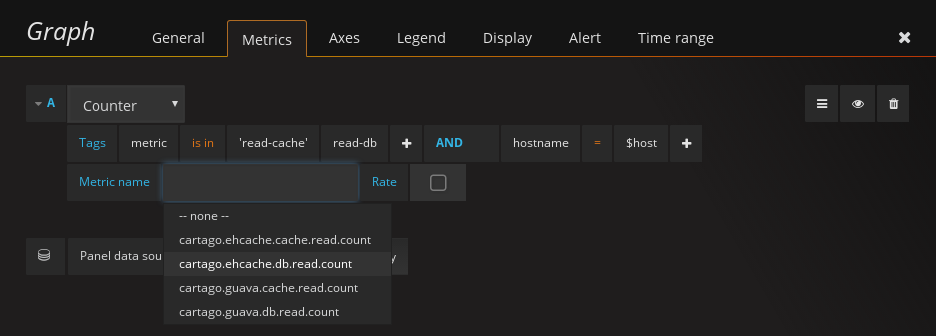 Graph General Metrics Axes Legend Display Alert Time range
A Counter
Tags metric is in 'read-cache' read-db + AND hostname = $host +
Metric name Rate
-- none --
cartago.ehcache.cache.read.count
Panel data sou y
cartago.ehcache.db.read.count
cartago.guava.cache.read.count
cartago.guava.db.read.count